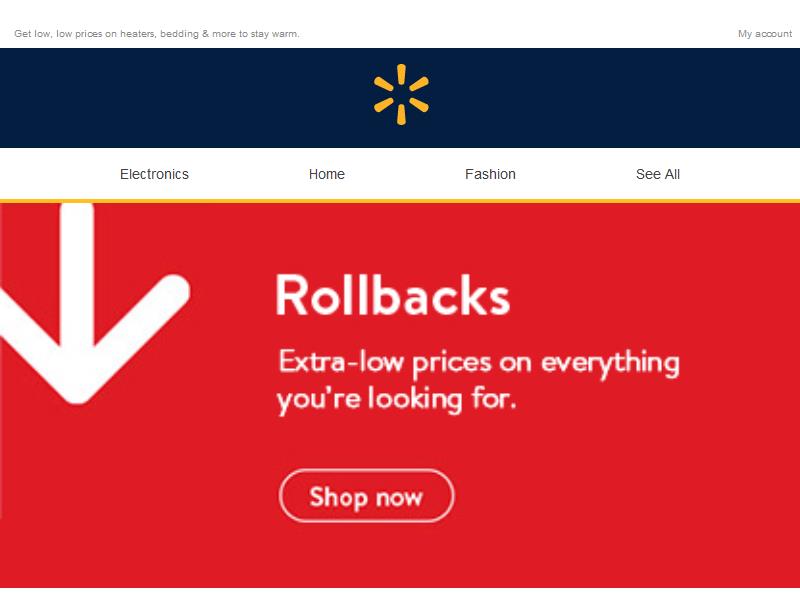 Get low, low prices on heaters, bedding & more to stay warm.
My account
Electronics
Home
Fashion
See All
Rollbacks
Extra-low prices on everything
you're looking for.
Shop now